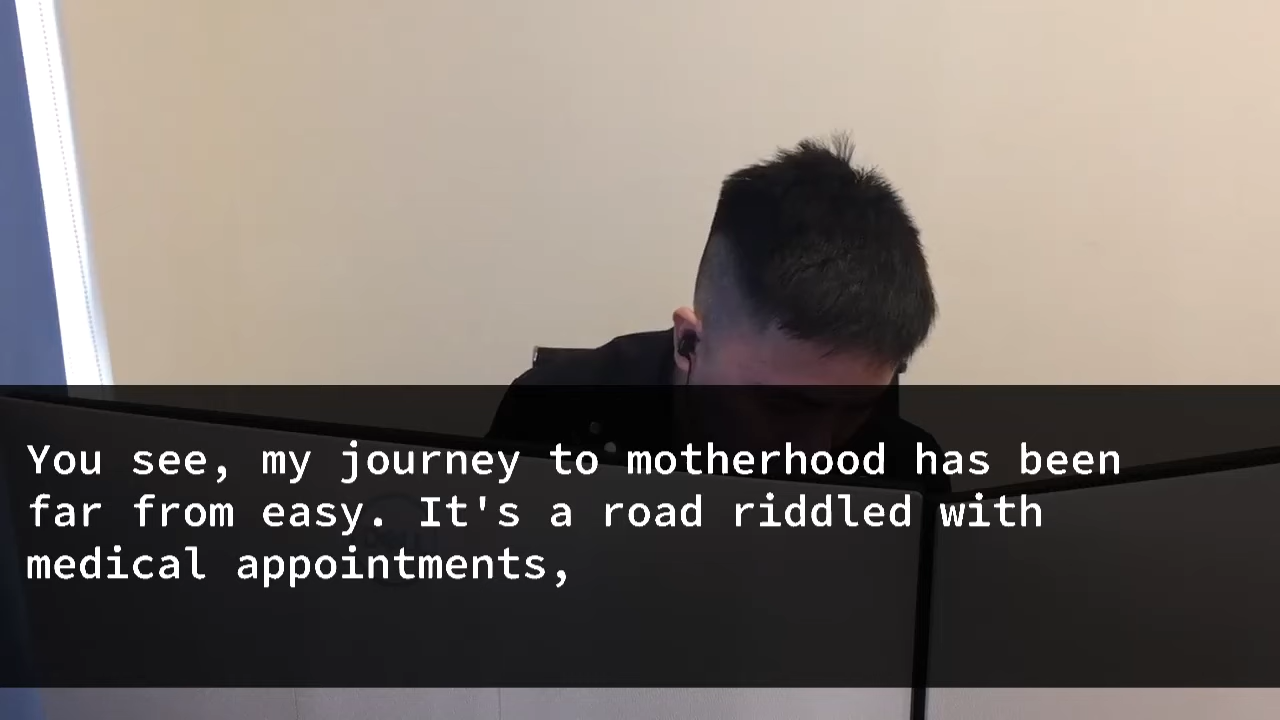 You see, my journey to motherhood has been
far from easy. It's a road riddled with
medical appointments,